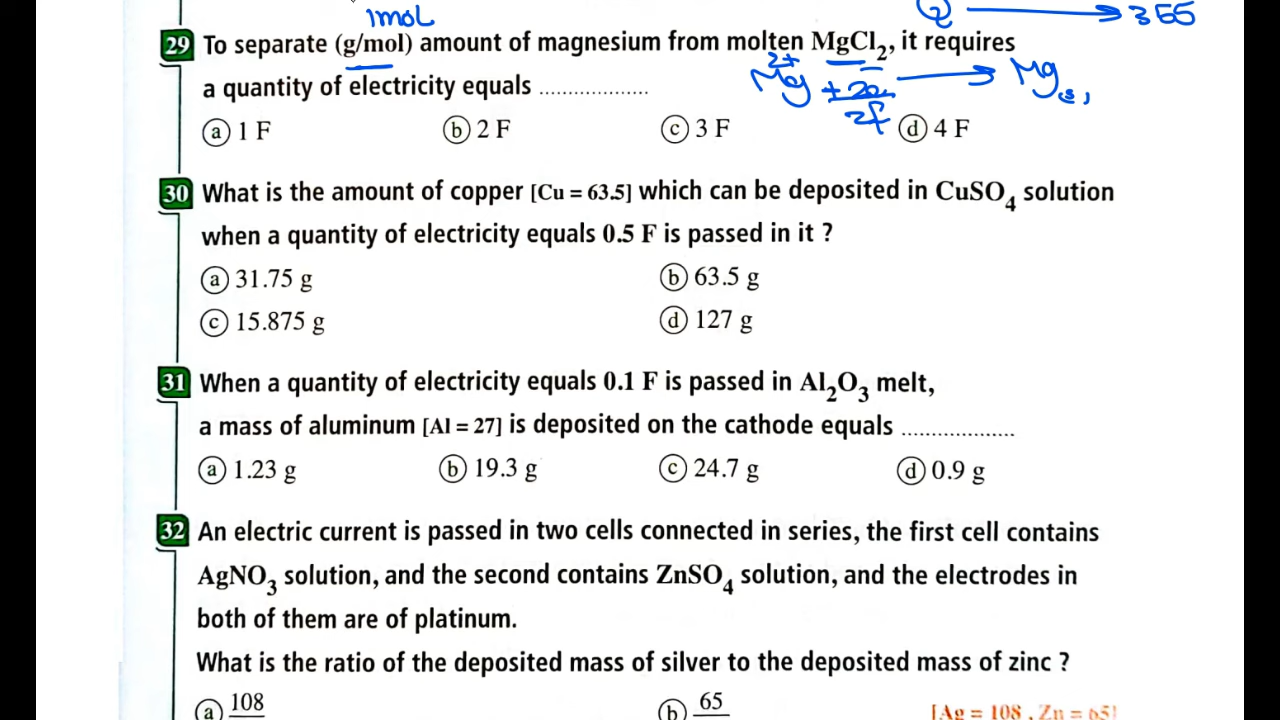 1mol
Q → 355
29 To separate (g/mol) amount of magnesium from molten MgCl₂, it requires
a quantity of electricity equals ...................
Mg²⁺ + 2e → Mg(s)
2f
ⓐ 1 F ⓑ 2 F ⓒ 3 F ⓓ 4 F
30 What is the amount of copper [Cu = 63.5] which can be deposited in CuSO₄ solution
when a quantity of electricity equals 0.5 F is passed in it ?
ⓐ 31.75 g ⓑ 63.5 g
ⓒ 15.875 g ⓓ 127 g
31 When a quantity of electricity equals 0.1 F is passed in Al₂O₃ melt,
a mass of aluminum [Al = 27] is deposited on the cathode equals ...................
ⓐ 1.23 g ⓑ 19.3 g ⓒ 24.7 g ⓓ 0.9 g
32 An electric current is passed in two cells connected in series, the first cell contains
AgNO₃ solution, and the second contains ZnSO₄ solution, and the electrodes in
both of them are of platinum.
What is the ratio of the deposited mass of silver to the deposited mass of zinc ?
ⓐ 108 ⓑ 65 [Ag = 108 , Zn = 65]